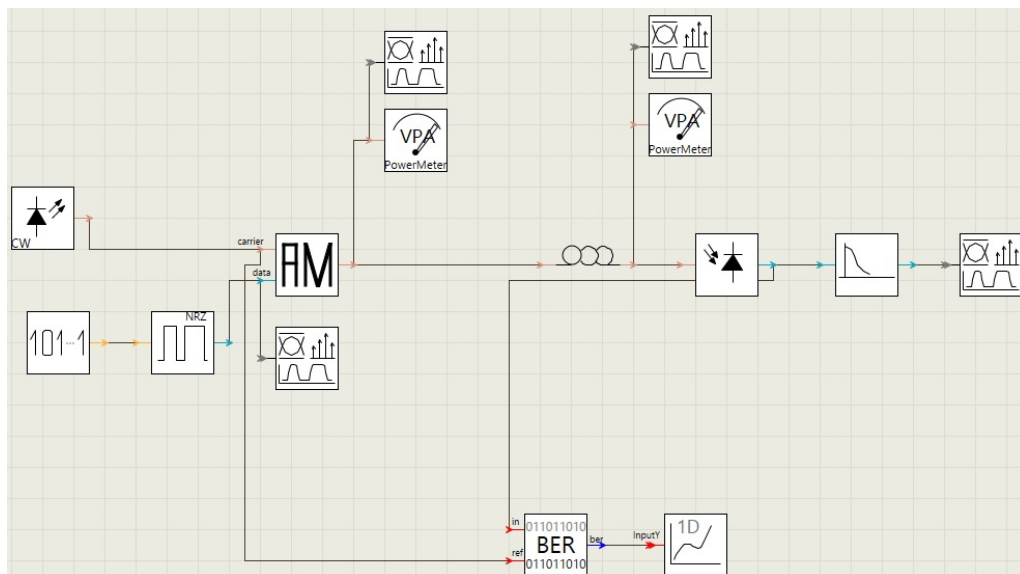 VPA
PowerMeter
VPA
PowerMeter
CW
carrier
data
AM
101...1
NRZ
in
ref
011011010
BER
011011010
ber
InputY
1D